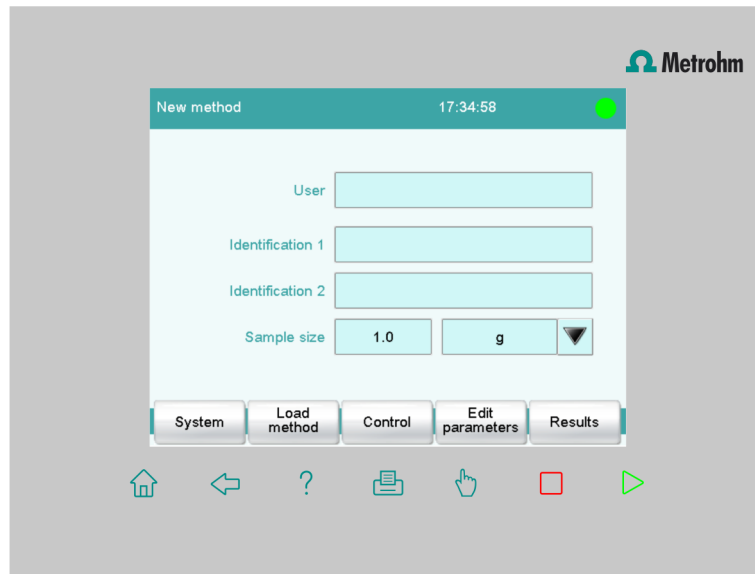 Metrohm
New method 17:34:58
User
Identification 1
Identification 2
Sample size 1.0 g
System Load method Control Edit parameters Results
?